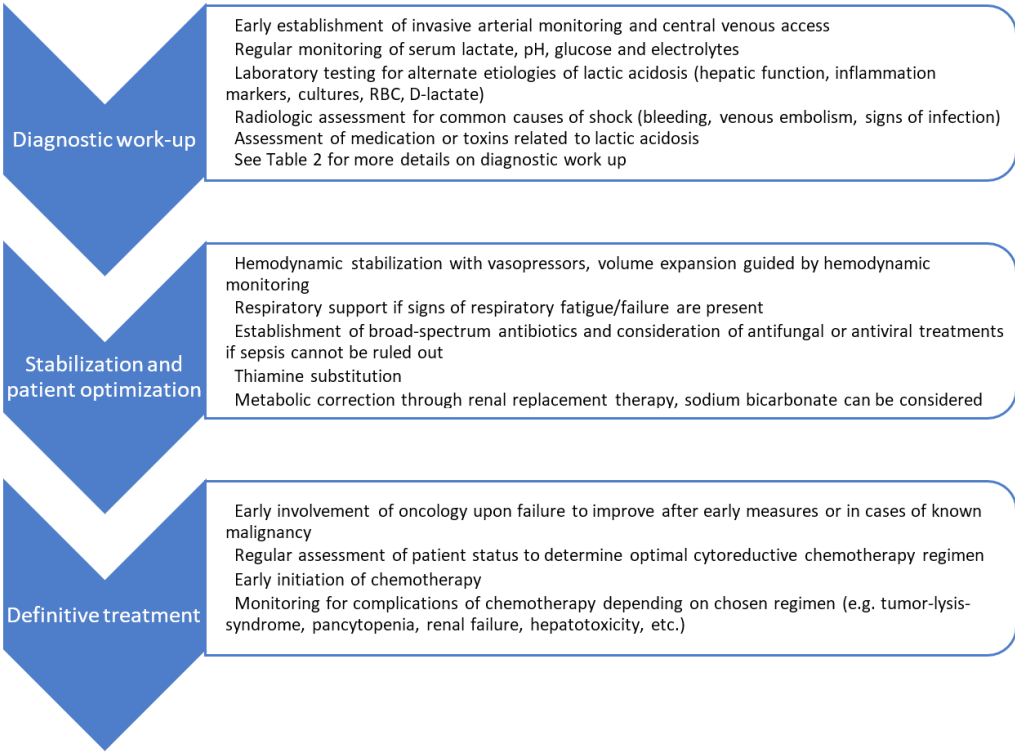 Diagnostic work-up
Early establishment of invasive arterial monitoring and central venous access
Regular monitoring of serum lactate, pH, glucose and electrolytes
Laboratory testing for alternate etiologies of lactic acidosis (hepatic function, inflammation
markers, cultures, RBC, D-lactate)
Radiologic assessment for common causes of shock (bleeding, venous embolism, signs of infection)
Assessment of medication or toxins related to lactic acidosis
See Table 2 for more details on diagnostic work up
Stabilization and
patient optimization
Hemodynamic stabilization with vasopressors, volume expansion guided by hemodynamic
monitoring
Respiratory support if signs of respiratory fatigue/failure are present
Establishment of broad-spectrum antibiotics and consideration of antifungal or antiviral treatments
if sepsis cannot be ruled out
Thiamine substitution
Metabolic correction through renal replacement therapy, sodium bicarbonate can be considered
Definitive treatment
Early involvement of oncology upon failure to improve after early measures or in cases of known
malignancy
Regular assessment of patient status to determine optimal cytoreductive chemotherapy regimen
Early initiation of chemotherapy
Monitoring for complications of chemotherapy depending on chosen regimen (e.g. tumor-lysis-
syndrome, pancytopenia, renal failure, hepatotoxicity, etc.)